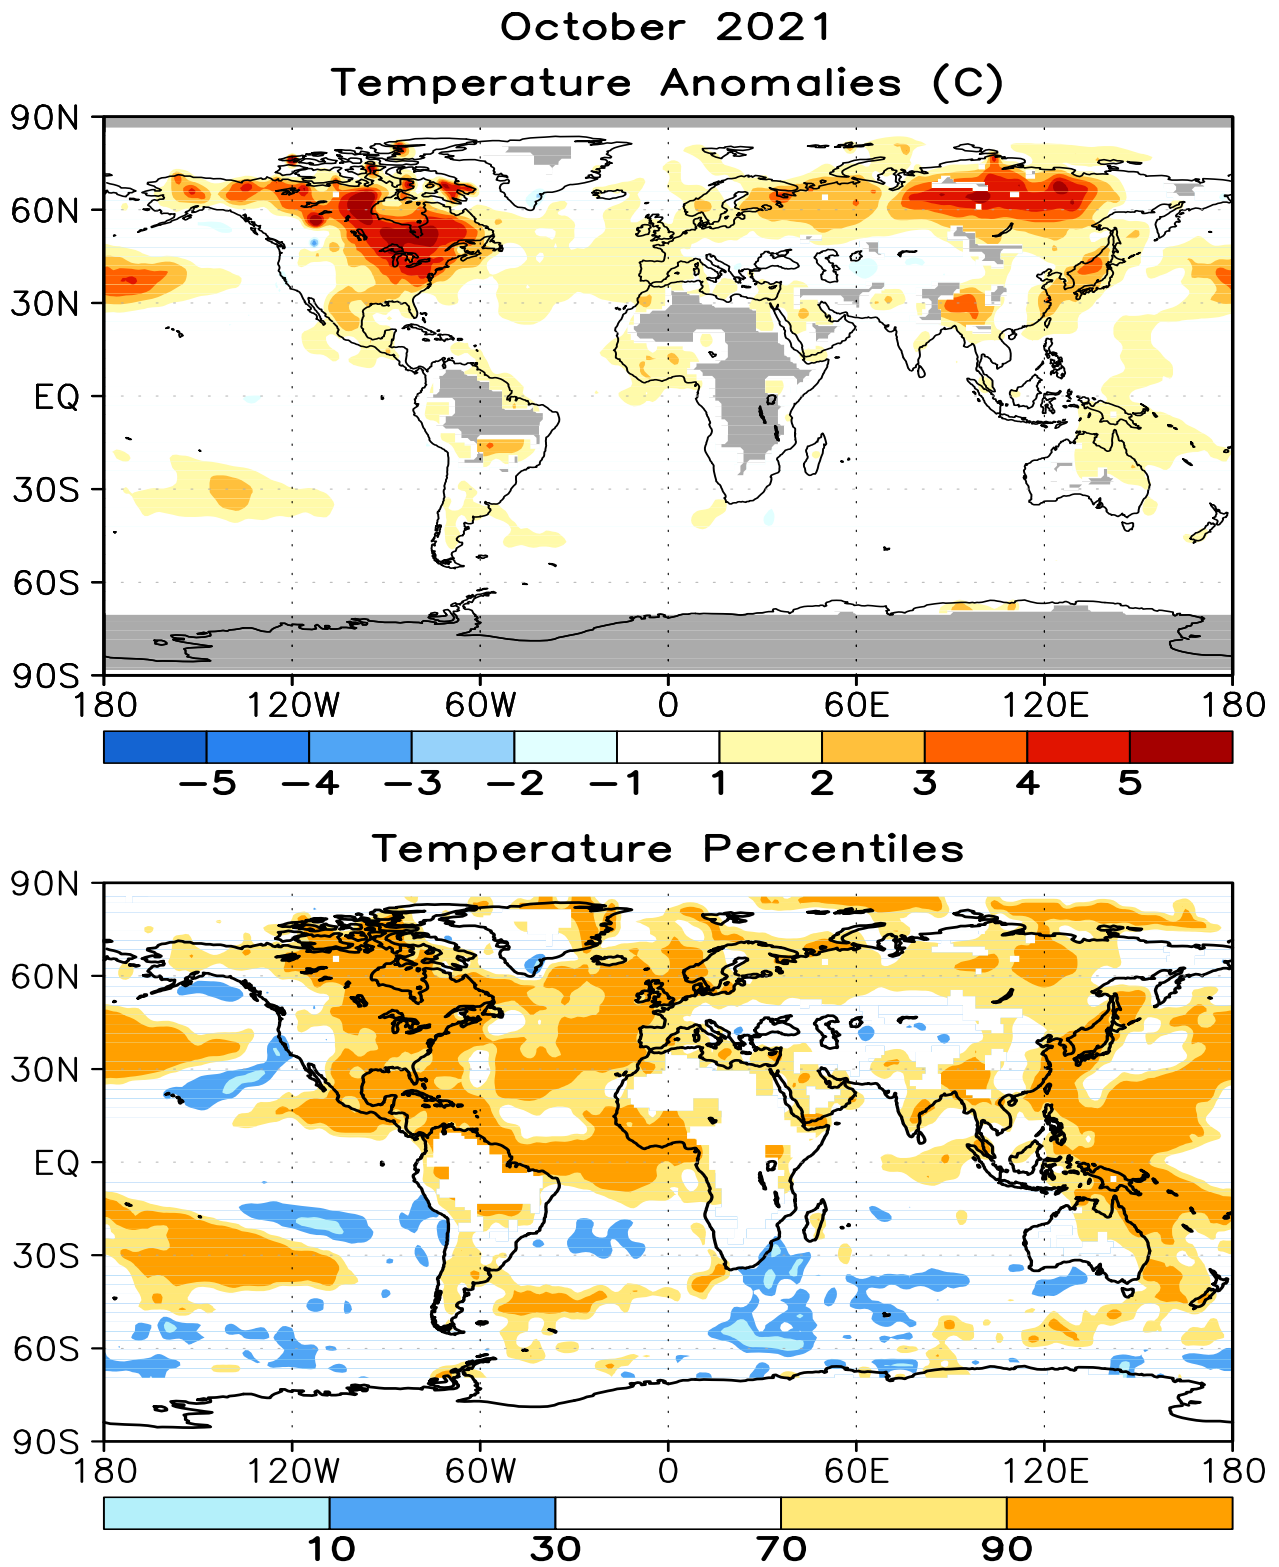 October 2021
Temperature Anomalies (C)
90N
60N
30N
EQ
30S
60S
90S
180 120W 60W 0 60E 120E 180
−5 −4 −3 −2 −1 1 2 3 4 5
Temperature Percentiles
90N
60N
30N
EQ
30S
60S
90S
180 120W 60W 0 60E 120E 180
10 30 70 90